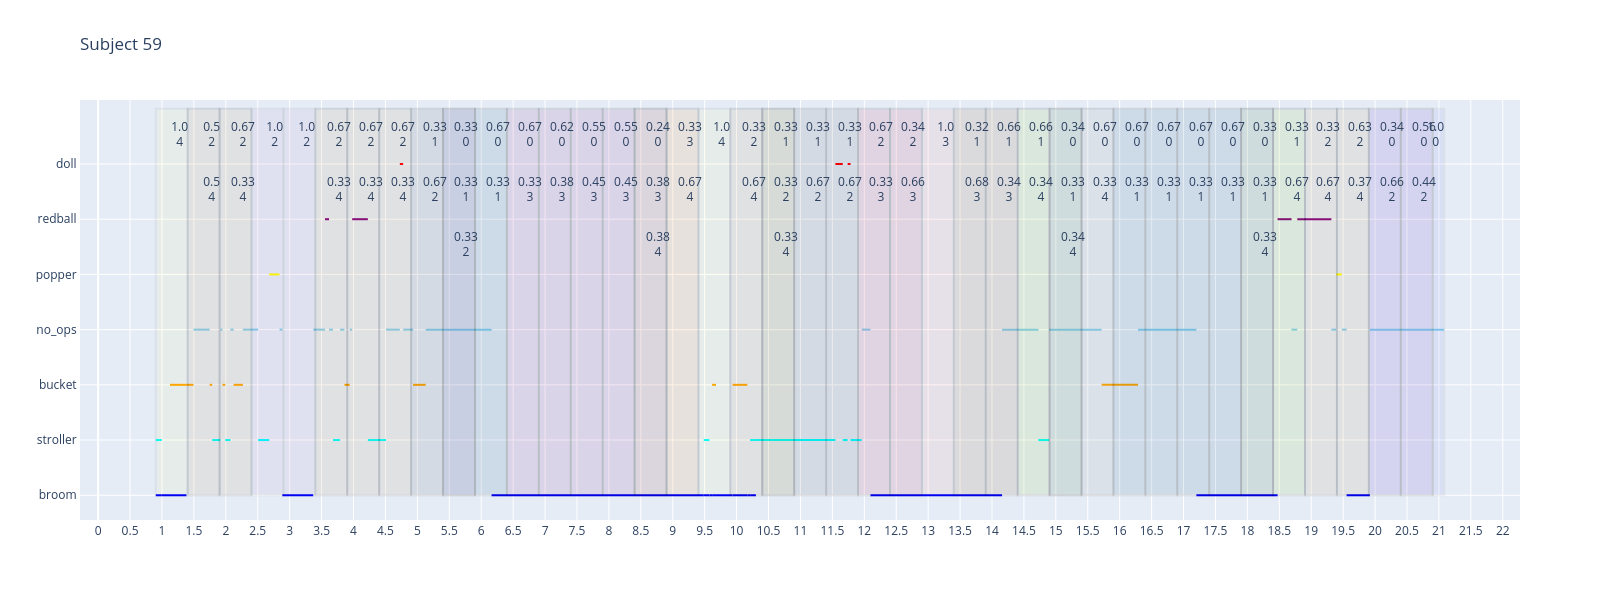 Subject 59
1.0 0.5 0.67 1.0 1.0 0.67 0.67 0.67 0.33 0.33 0.67 0.67 0.62 0.55 0.55 0.24 0.33 1.0 0.33 0.33 0.33 0.33 0.67 0.34 1.0 0.32 0.66 0.66 0.34 0.67 0.67 0.67 0.67 0.67 0.33 0.33 0.33 0.63 0.34
4 2 2 2 2 2 2 2 1 0 0 0 0 0 0 0 3 4 2 1 1 1 2 2 3 1 1 1 0 0 0 0 0 0 0 1 2 2 0 0 0
doll
0.5 0.33 0.33 0.33 0.33 0.67 0.33 0.33 0.33 0.38 0.45 0.45 0.38 0.67 0.67 0.33 0.67 0.67 0.33 0.66 0.68 0.34 0.34 0.33 0.33 0.33 0.33 0.33 0.33 0.33 0.67 0.67 0.37 0.66 0.44
4 4 4 4 4 2 1 1 3 3 3 3 3 4 4 2 2 2 3 3 3 3 4 1 4 1 1 1 1 1 4 4 4 2 2
redball
0.33 0.38 0.33 0.34 0.33
2 4 4 4 4
popper
no_ops
bucket
stroller
broom
0 0.5 1 1.5 2 2.5 3 3.5 4 4.5 5 5.5 6 6.5 7 7.5 8 8.5 9 9.5 10 10.5 11 11.5 12 12.5 13 13.5 14 14.5 15 15.5 16 16.5 17 17.5 18 18.5 19 19.5 20 20.5 21 21.5 22